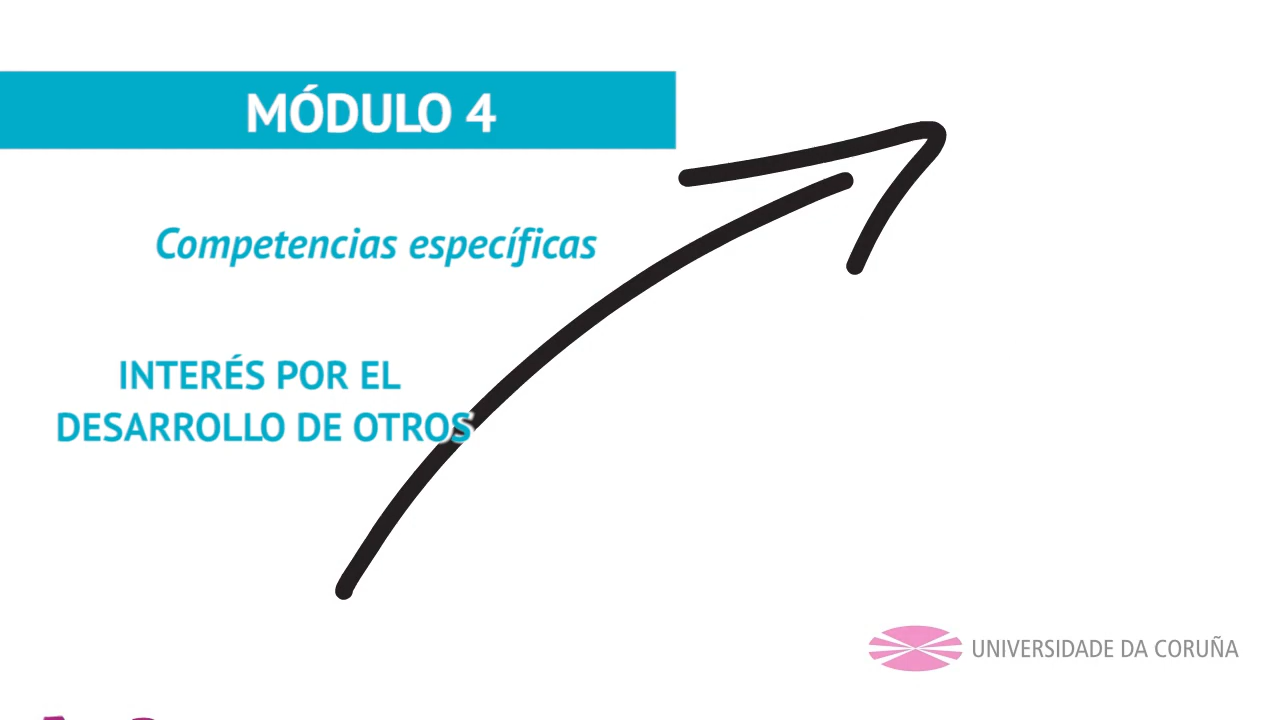 MÓDULO 4
Competencias específicas
INTERÉS POR EL
DESARROLLO DE OTROS
UNIVERSIDADE DA CORUÑA